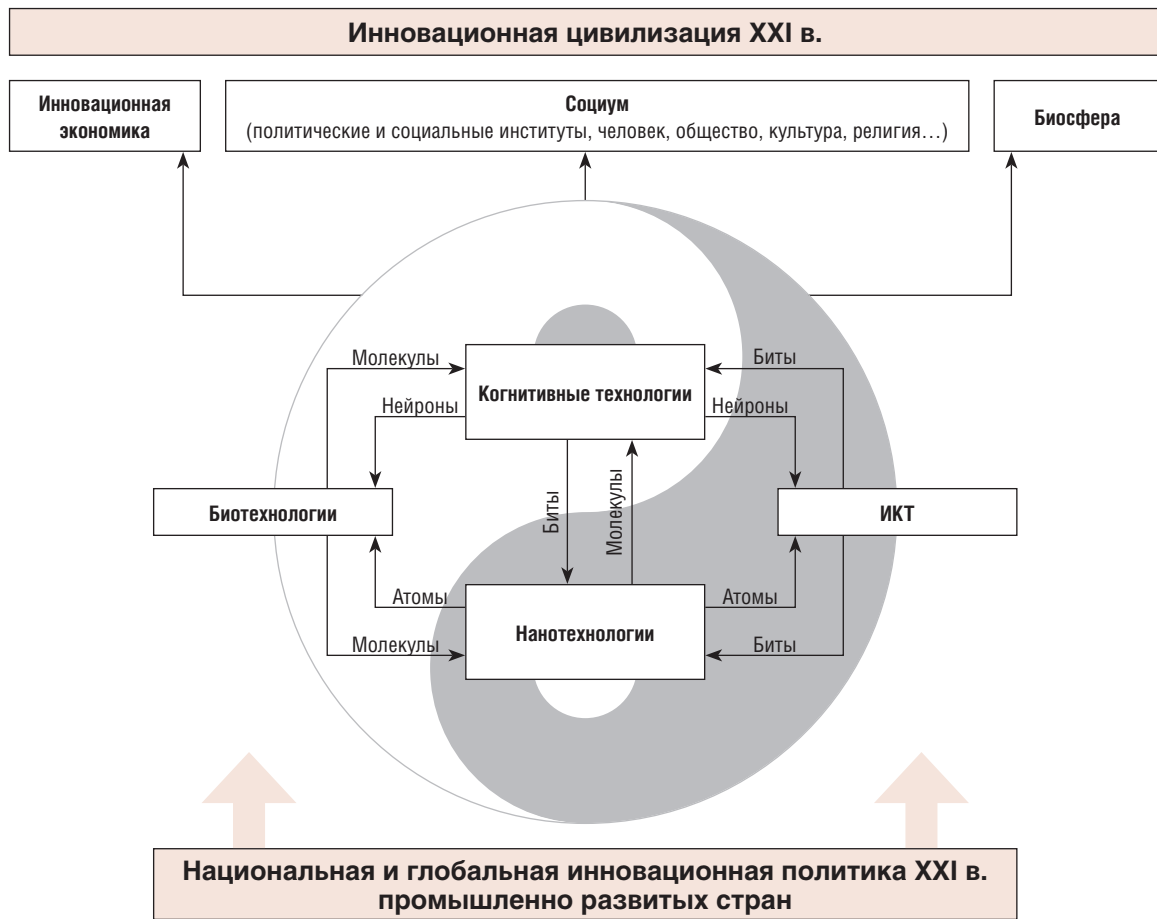 Инновационная цивилизация XXI в.
Инновационная
экономика
Социум
(политические и социальные институты, человек, общество, культура, религия…)
Биосфера
Молекулы
Биты
Когнитивные технологии
Нейроны
Нейроны
Биты
Молекулы
Биотехнологии
ИКТ
Атомы
Атомы
Нанотехнологии
Молекулы
Биты
Национальная и глобальная инновационная политика XXI в.
промышленно развитых стран